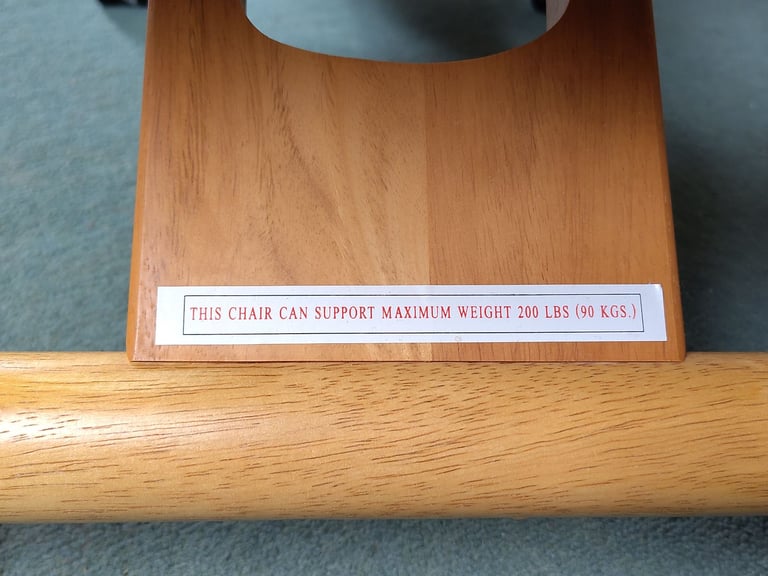 THIS CHAIR CAN SUPPORT MAXIMUM WEIGHT 200 LBS (90 KGS.)